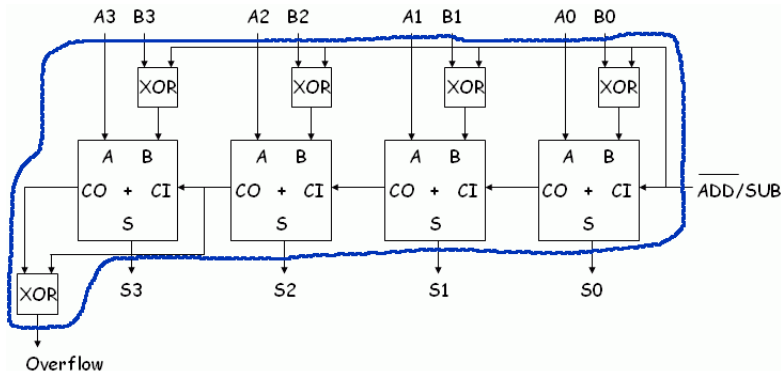 A3 B3 A2 B2 A1 B1 A0 B0
XOR XOR XOR XOR
A B A B A B A B
CO + CI CO + CI CO + CI CO + CI ADD/SUB
S S S S
XOR S3 S2 S1 S0
Overflow